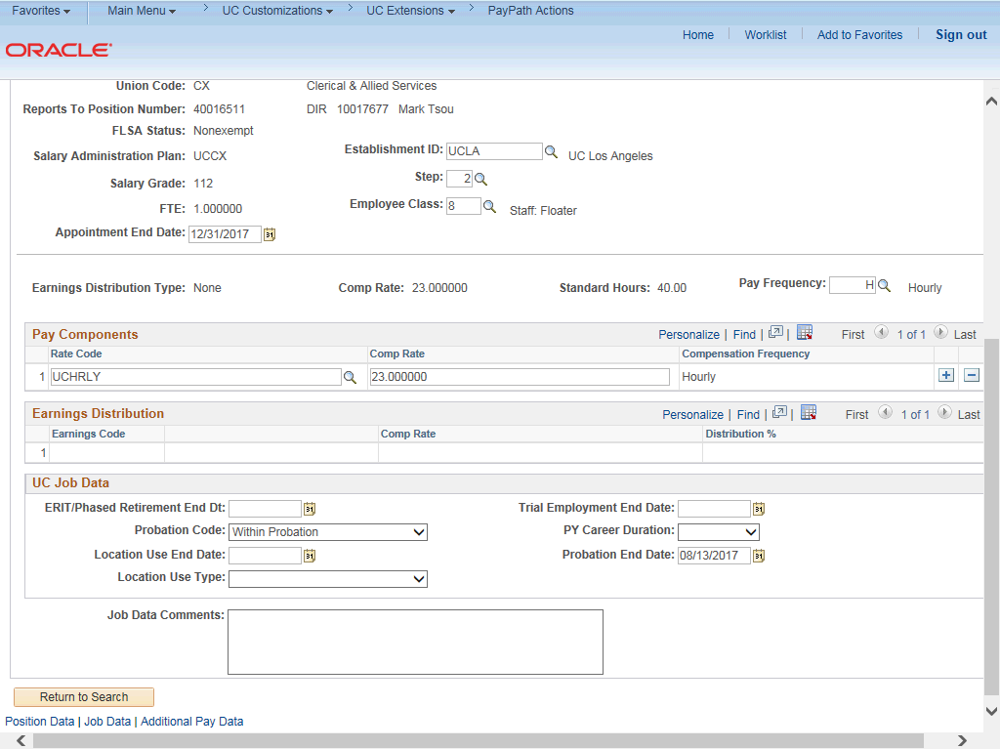 Favorites Main Menu > UC Customizations > UC Extensions > PayPath Actions
Home Worklist Add to Favorites Sign out
ORACLE
Union Code: CX Clerical & Allied Services
Reports To Position Number: 40016511 DIR 10017677 Mark Tsou
FLSA Status: Nonexempt
Salary Administration Plan: UCCX Establishment ID: UCLA UC Los Angeles
Salary Grade: 112 Step: 2
FTE: 1.000000 Employee Class: 8 Staff: Floater
Appointment End Date: 12/31/2017
Earnings Distribution Type: None Comp Rate: 23.000000 Standard Hours: 40.00 Pay Frequency: H Hourly
Pay Components Personalize | Find | | First 1 of 1 Last
Rate Code Comp Rate Compensation Frequency
1 UCHRLY 23.000000 Hourly
Earnings Distribution Personalize | Find | | First 1 of 1 Last
Earnings Code Comp Rate Distribution %
1
UC Job Data
ERIT/Phased Retirement End Dt: Trial Employment End Date:
Probation Code: Within Probation PY Career Duration:
Location Use End Date: Probation End Date: 08/13/2017
Location Use Type:
Job Data Comments:
Return to Search
Position Data | Job Data | Additional Pay Data